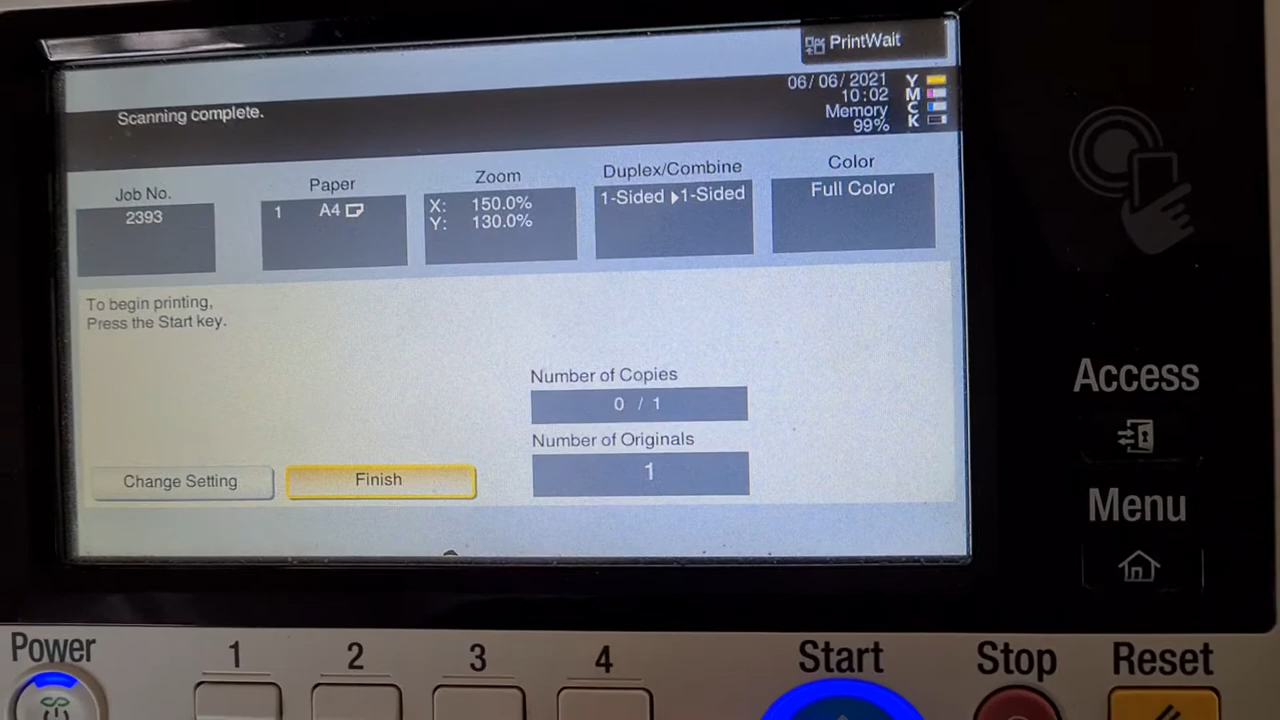 PrintWait
Scanning complete.
06/06/2021
10:02
Memory
99%
Y
M
C
K
Job No.
2393
Paper
1 A4
Zoom
X: 150.0%
Y: 130.0%
Duplex/Combine
1-Sided ▶1-Sided
Color
Full Color
To begin printing,
Press the Start key.
Number of Copies
0 / 1
Number of Originals
1
Change Setting
Finish
Access
Menu
Power
1
2
3
4
Start
Stop
Reset